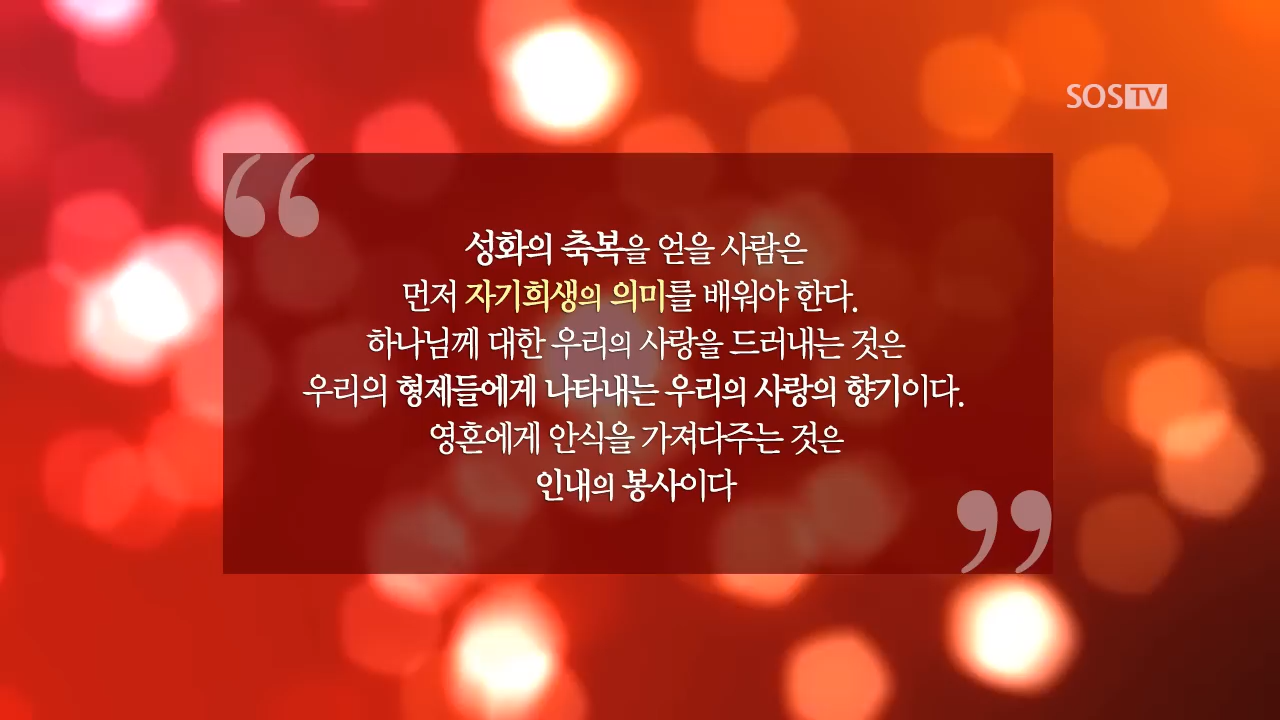 SOSTV
“
성화의 축복을 얻을 사람은
먼저 자기희생의 의미를 배워야 한다.
하나님께 대한 우리의 사랑을 드러내는 것은
우리의 형제들에게 나타내는 우리의 사랑의 향기이다.
영혼에게 안식을 가져다주는 것은
인내의 봉사이다
”